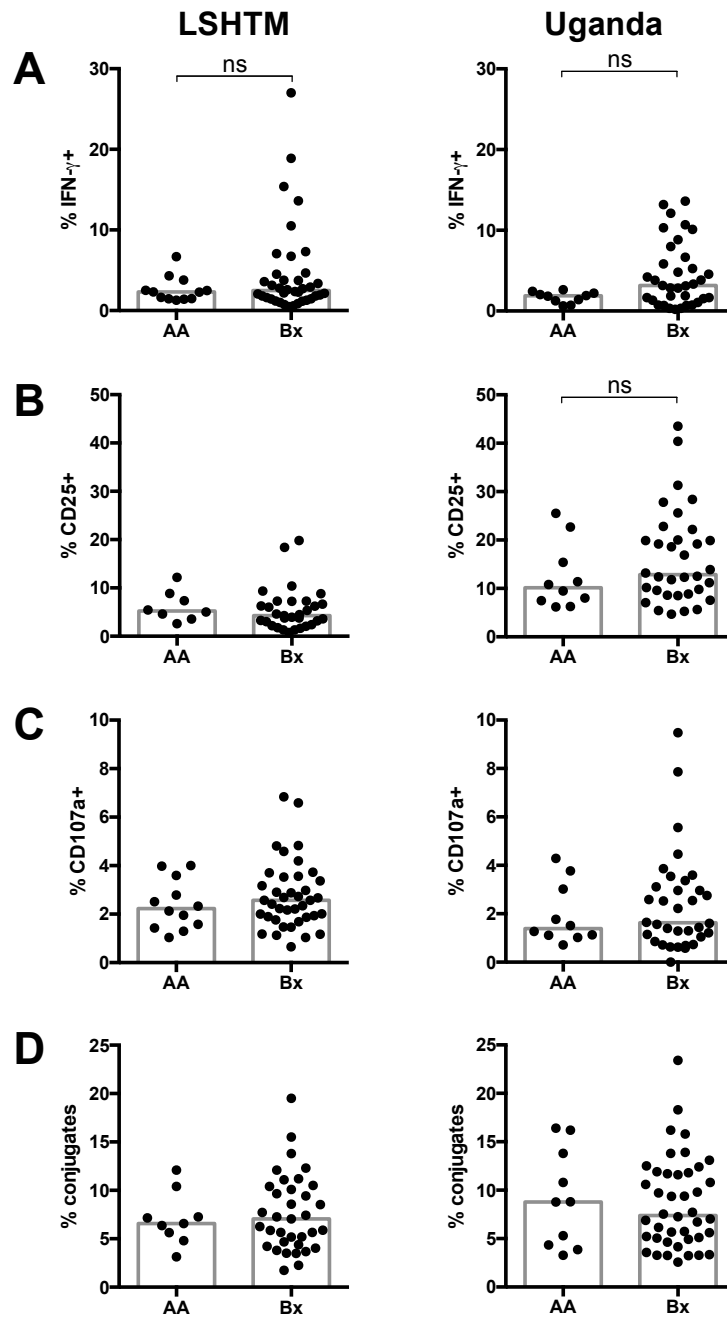 LSHTM Uganda
A
ns ns
% IFN-γ+ % IFN-γ+
30 30
20 20
10 10
0 0
AA Bx AA Bx
B
ns
% CD25+ % CD25+
50 50
40 40
30 30
20 20
10 10
0 0
AA Bx AA Bx
C
% CD107a+ % CD107a+
10 10
8 8
6 6
4 4
2 2
0 0
AA Bx AA Bx
D
% conjugates % conjugates
25 25
20 20
15 15
10 10
5 5
0 0
AA Bx AA Bx